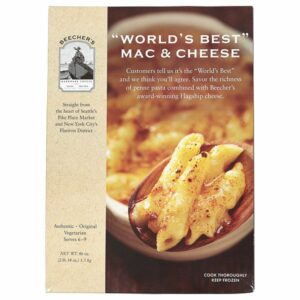 BEECHER'S
HANDMADE CHEESE
"WORLD'S BEST"
MAC & CHEESE
Customers tell us it's the "World's Best"
and we think you'll agree. Savor the richness
of penne pasta combined with Beecher's
award-winning Flagship cheese.
Straight from
the heart of Seattle's
Pike Place Market
and New York City's
Flatiron District
Authentic • Original
Vegetarian
Serves 6-9
NET WT. 46 oz.
(2 lb. 14 oz.) 1.3 kg
COOK THOROUGHLY
KEEP FROZEN